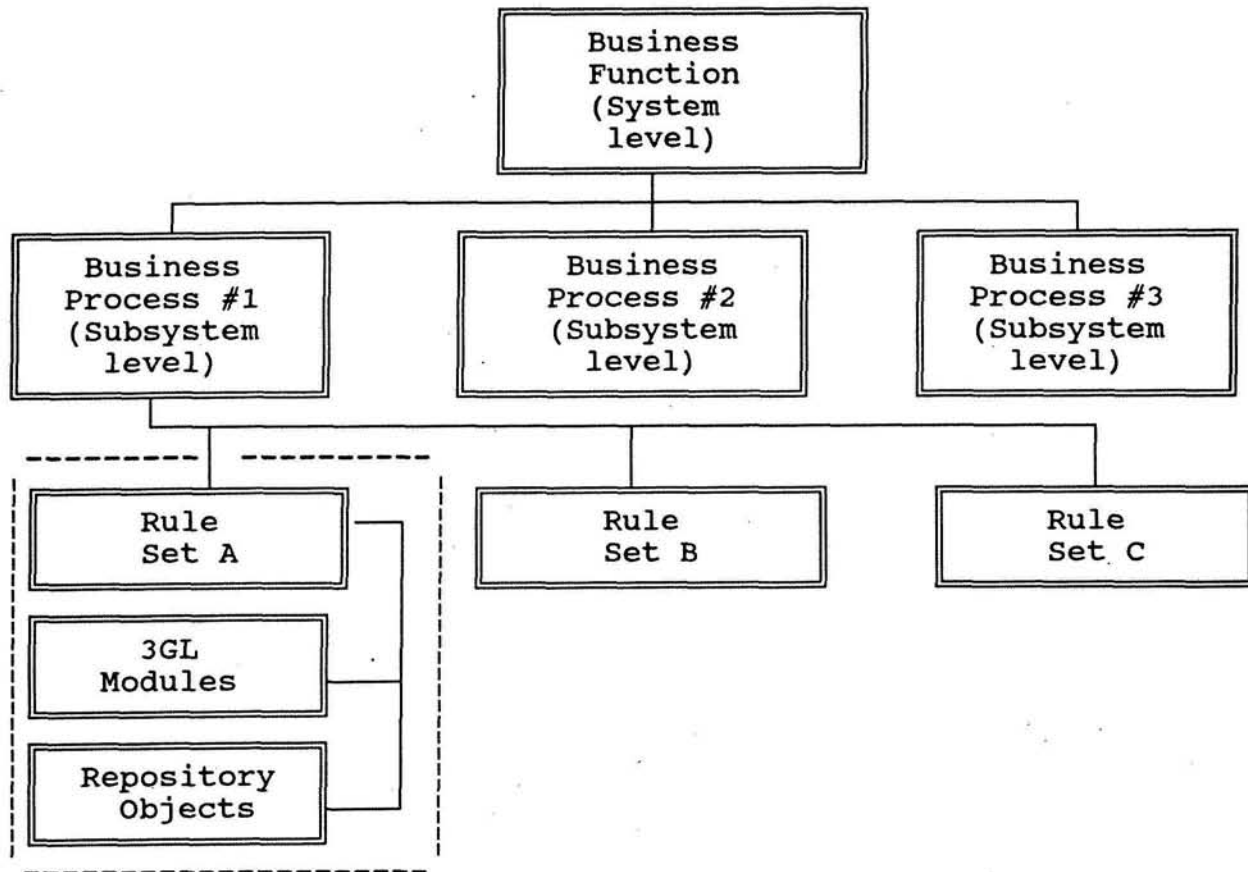 Business
Function
(System
level)
Business
Process #1
(Subsystem
level)
Business
Process #2
(Subsystem
level)
Business
Process #3
(Subsystem
level)
Rule
Set A
Rule
Set B
Rule
Set C
3GL
Modules
Repository
Objects